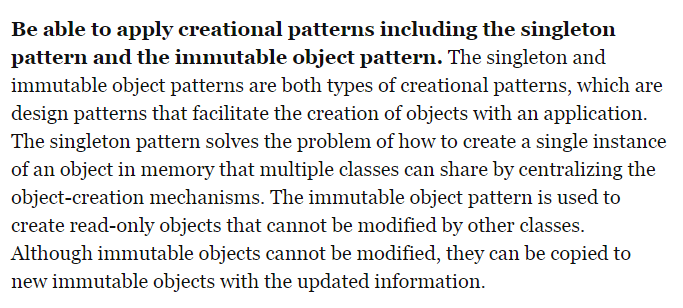 Be able to apply creational patterns including the singleton
pattern and the immutable object pattern. The singleton and
immutable object patterns are both types of creational patterns, which are
design patterns that facilitate the creation of objects with an application.
The singleton pattern solves the problem of how to create a single instance
of an object in memory that multiple classes can share by centralizing the
object-creation mechanisms. The immutable object pattern is used to
create read-only objects that cannot be modified by other classes.
Although immutable objects cannot be modified, they can be copied to
new immutable objects with the updated information.